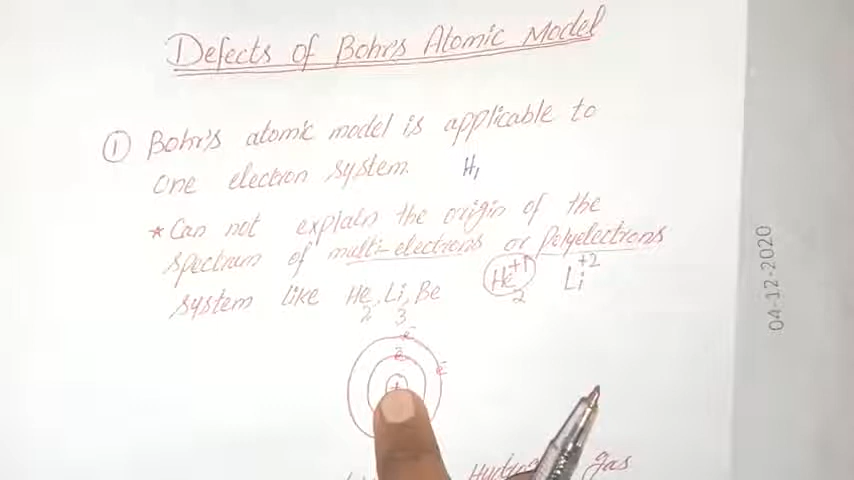 Defects of Bohr's Atomic Model
① Bohr's atomic model is applicable to
one electron system. H,
* Can not explain the origin of the
spectrum of multi-electrons or polyelectrons
system like He, Li, Be He+1 Li+2
2 3 2
e-
e-
e-
+
gas
04-12-2020